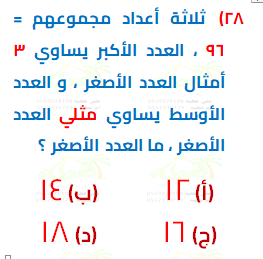 ٢٨) ثلاثة أعداد مجموعهم =
٩٦ ، العدد الأكبر يساوي ٣
أمثال العدد الأصغر ، و العدد
الأوسط يساوي مثلي العدد
الأصغر ، ما العدد الأصغر ؟
(أ) ١٢ (ب) ١٤
(ج) ١٦ (د) ١٨